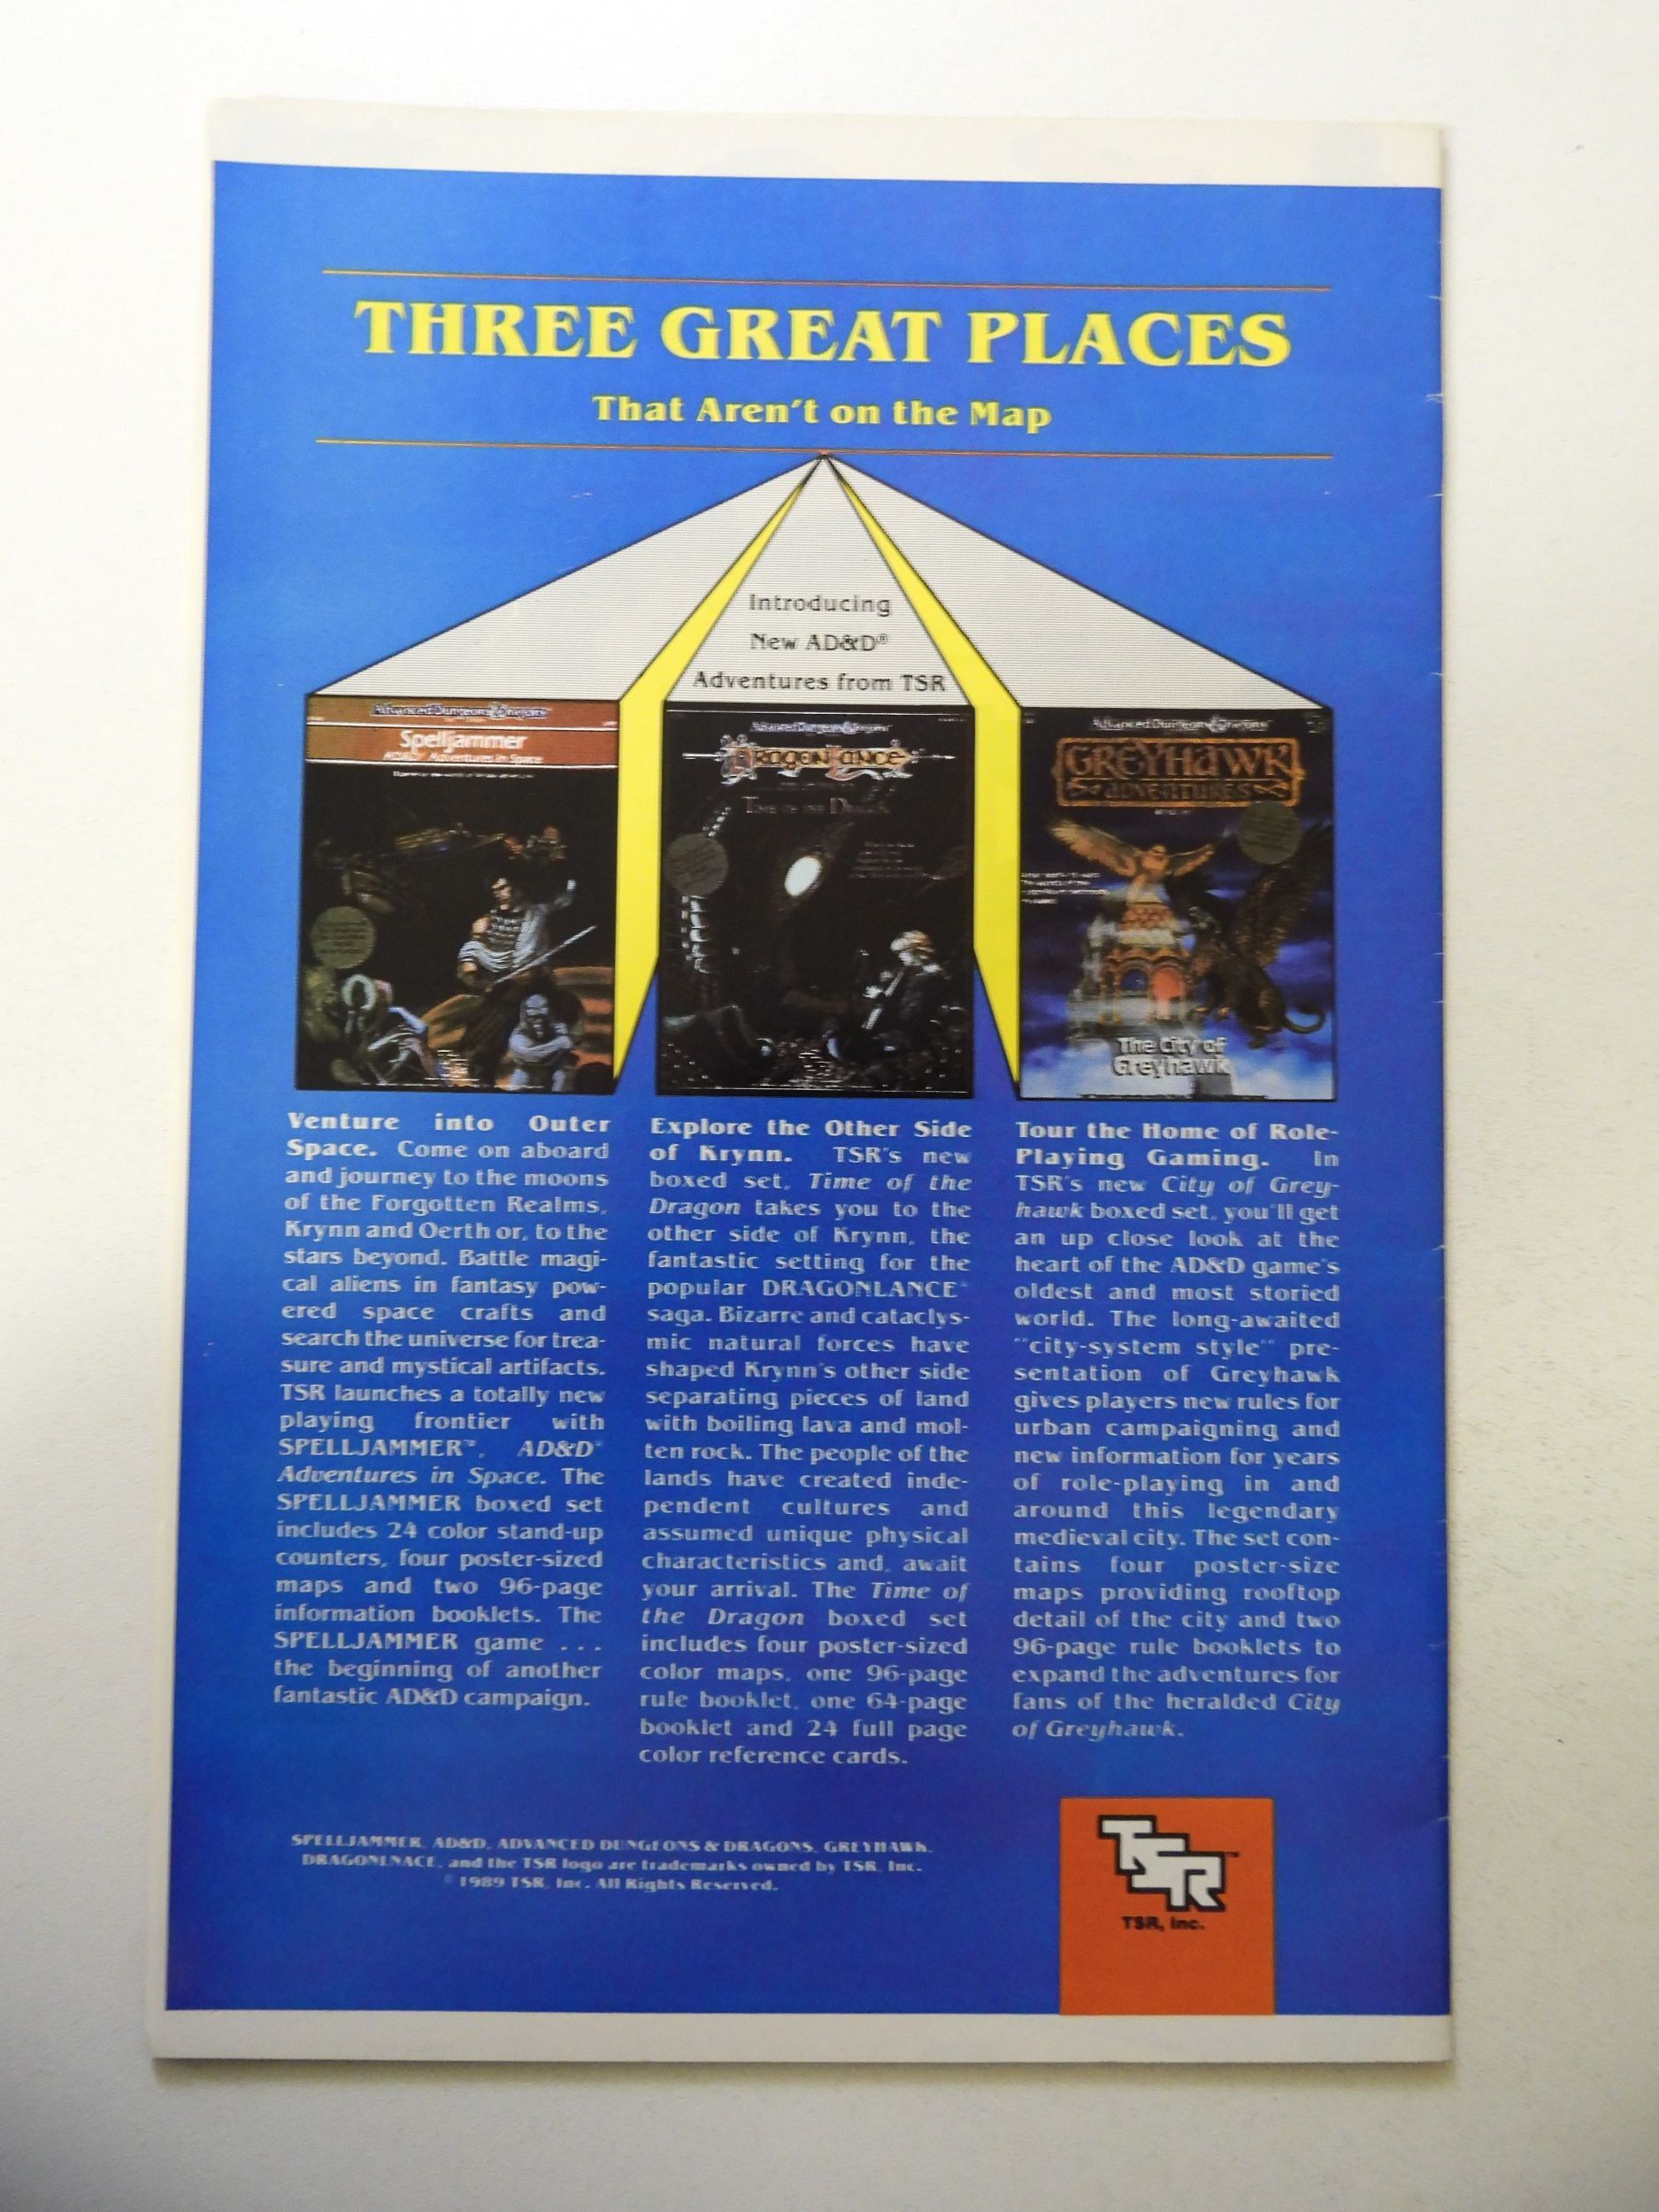 THREE GREAT PLACES
That Aren't on the Map
Introducing
New AD&D®
Adventures from TSR
Advanced Dungeons & Dragons
Spelljammer
AD&D Adventures in Space
Advanced Dungeons & Dragons
DRAGONLANCE
TIME OF THE DRAGON
Advanced Dungeons & Dragons
GREYHAWK
ADVENTURES
The City of
Greyhawk
Venture into Outer
Space. Come on aboard
and journey to the moons
of the Forgotten Realms,
Krynn and Oerth or, to the
stars beyond. Battle magi-
cal aliens in fantasy pow-
ered space crafts and
search the universe for trea-
sure and mystical artifacts.
TSR launches a totally new
playing frontier with
SPELLJAMMER™, AD&D®
Adventures in Space. The
SPELLJAMMER boxed set
includes 24 color stand-up
counters, four poster-sized
maps and two 96-page
information booklets. The
SPELLJAMMER game ...
the beginning of another
fantastic AD&D campaign.
Explore the Other Side
of Krynn. TSR's new
boxed set, Time of the
Dragon takes you to the
other side of Krynn, the
fantastic setting for the
popular DRAGONLANCE®
saga. Bizarre and cataclys-
mic natural forces have
shaped Krynn's other side
separating pieces of land
with boiling lava and mol-
ten rock. The people of the
lands have created inde-
pendent cultures and
assumed unique physical
characteristics and, await
your arrival. The Time of
the Dragon boxed set
includes four poster-sized
color maps, one 96-page
rule booklet, one 64-page
booklet and 24 full page
color reference cards.
Tour the Home of Role-
Playing Gaming. In
TSR's new City of Grey-
hawk boxed set, you'll get
an up close look at the
heart of the AD&D game's
oldest and most storied
world. The long-awaited
"city-system style" pre-
sentation of Greyhawk
gives players new rules for
urban campaigning and
new information for years
of role-playing in and
around this legendary
medieval city. The set con-
tains four poster-size
maps providing rooftop
detail of the city and two
96-page rule booklets to
expand the adventures for
fans of the heralded City
of Greyhawk.
SPELLJAMMER, AD&D, ADVANCED DUNGEONS & DRAGONS, GREYHAWK,
DRAGONLNACE, and the TSR logo are trademarks owned by TSR, Inc.
© 1989 TSR, Inc. All Rights Reserved.
TSR™
TSR, Inc.